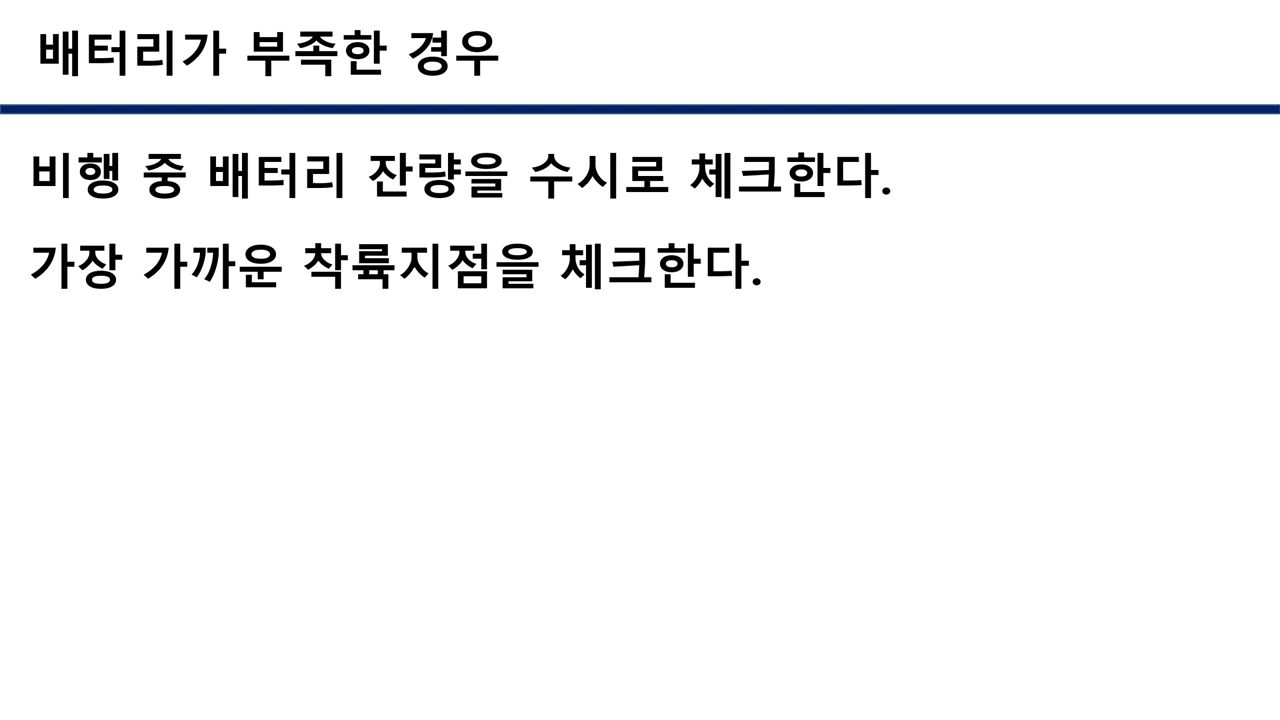 배터리가 부족한 경우
비행 중 배터리 잔량을 수시로 체크한다.
가장 가까운 착륙지점을 체크한다.